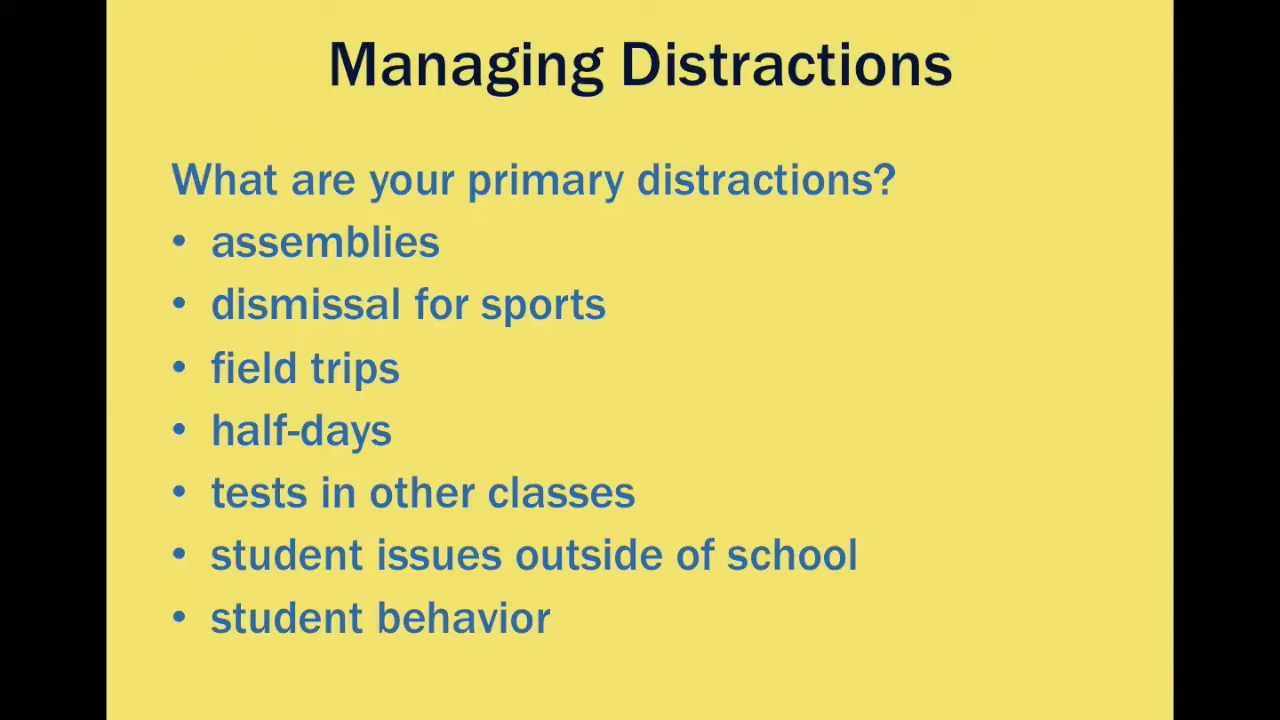 Managing Distractions
What are your primary distractions?
• assemblies
• dismissal for sports
• field trips
• half-days
• tests in other classes
• student issues outside of school
• student behavior